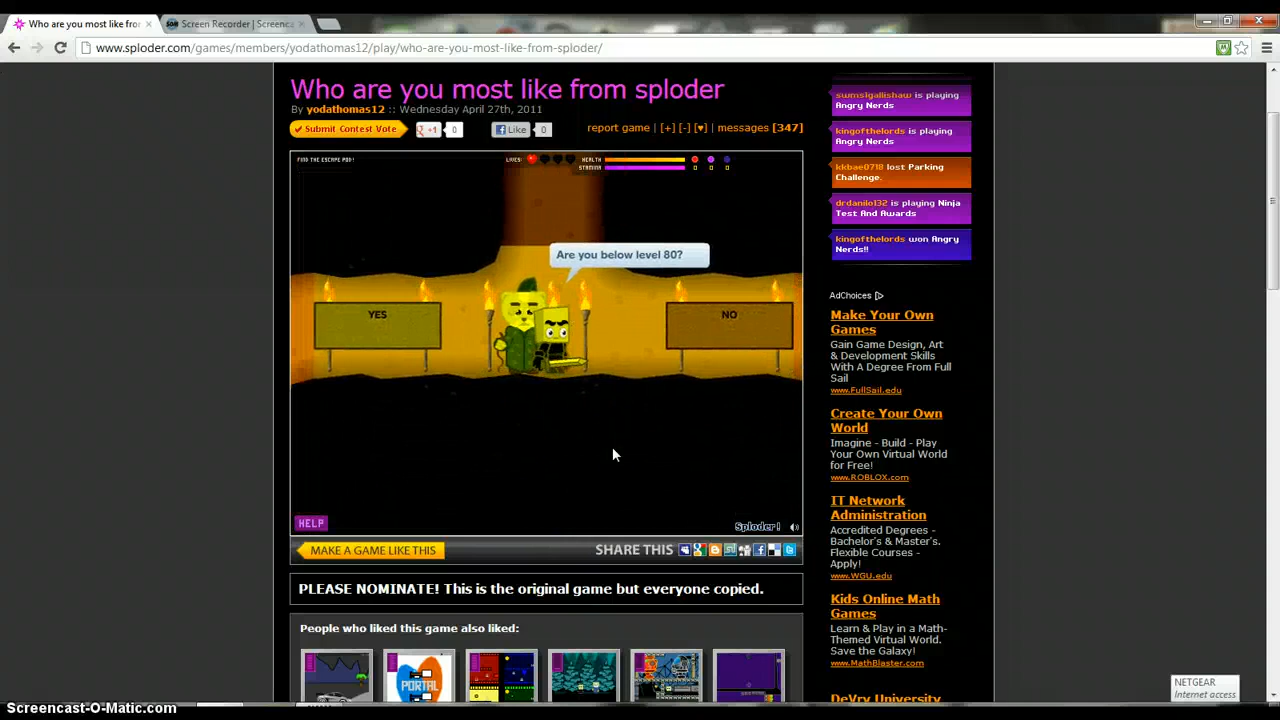 Who are you most like fror
Screen Recorder | Screenca
www.sploder.com/games/members/yodathomas12/play/who-are-you-most-like-from-sploder/
Who are you most like from sploder
By yodathomas12 :: Wednesday April 27th, 2011
Submit Contest Vote
+1
0
Like
0
report game | [+] [-] [▾] | messages [347]
FIND THE ESCAPE POD!
LIVES:
HEALTH
STAMINA
0
0
0
Are you below level 80?
YES
NO
HELP
Sploder!
MAKE A GAME LIKE THIS
SHARE THIS
PLEASE NOMINATE! This is the original game but everyone copied.
People who liked this game also liked:
PORTAL
swmslgallishaw is playing
Angry Nerds
kingofthelords is playing
Angry Nerds
kkbae0718 lost Parking
Challenge.
drdanilo132 is playing Ninja
Test And Awards
kingofthelords won Angry
Nerds!!
AdChoices
Make Your Own
Games
Gain Game Design, Art
& Development Skills
With A Degree From Full
Sail
www.FullSail.edu
Create Your Own
World
Imagine - Build - Play
Your Own Virtual World
for Free!
www.ROBLOX.com
IT Network
Administration
Accredited Degrees -
Bachelor's & Master's.
Flexible Courses -
Apply!
www.WGU.edu
Kids Online Math
Games
Learn & Play in a Math-
Themed Virtual World.
Save the Galaxy!
www.MathBlaster.com
DeVry University
NETGEAR
Internet access
Screencast-O-Matic.com